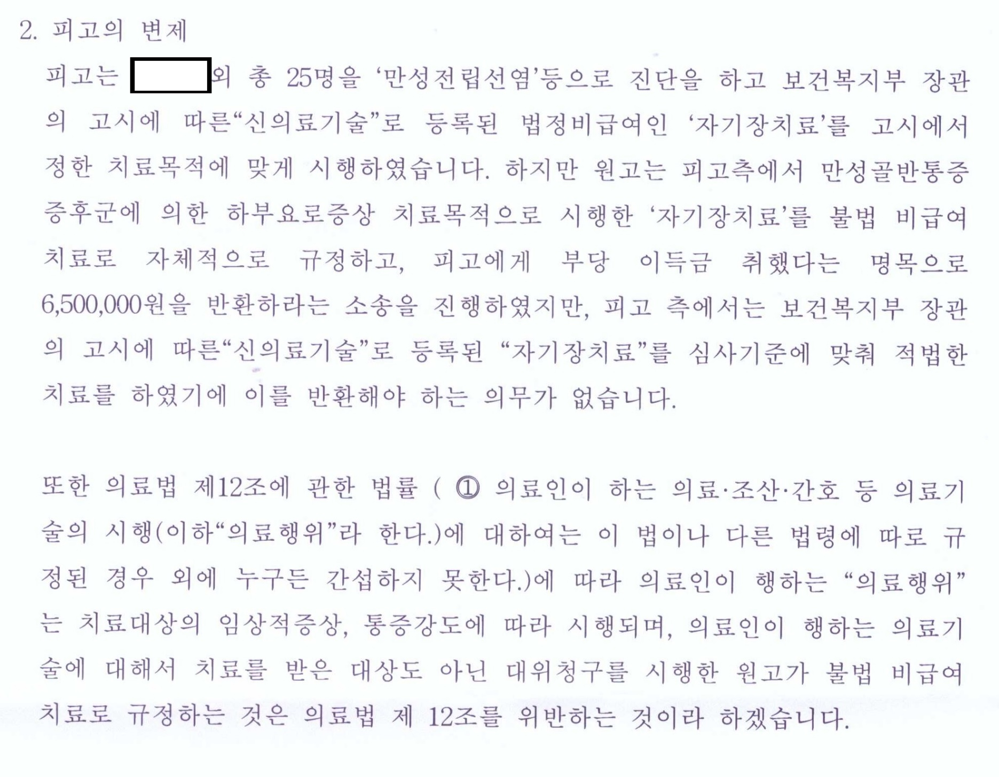 2. 피고의 변제
피고는 외 총 25명을 ‘만성전립선염’등으로 진단을 하고 보건복지부 장관
의 고시에 따른“신의료기술”로 등록된 법정비급여인 ‘자기장치료’를 고시에서
정한 치료목적에 맞게 시행하였습니다. 하지만 원고는 피고측에서 만성골반통증
증후군에 의한 하부요로증상 치료목적으로 시행한 ‘자기장치료’를 불법 비급여
치료로 자체적으로 규정하고, 피고에게 부당 이득금 취했다는 명목으로
6,500,000원을 반환하라는 소송을 진행하였지만, 피고 측에서는 보건복지부 장관
의 고시에 따른“신의료기술”로 등록된 “자기장치료”를 심사기준에 맞춰 적법한
치료를 하였기에 이를 반환해야 하는 의무가 없습니다.
또한 의료법 제12조에 관한 법률 ( ① 의료인이 하는 의료·조산·간호 등 의료기
술의 시행(이하“의료행위”라 한다.)에 대하여는 이 법이나 다른 법령에 따로 규
정된 경우 외에 누구든 간섭하지 못한다.)에 따라 의료인이 행하는 “의료행위”
는 치료대상의 임상적증상, 통증강도에 따라 시행되며, 의료인이 행하는 의료기
술에 대해서 치료를 받은 대상도 아닌 대위청구를 시행한 원고가 불법 비급여
치료로 규정하는 것은 의료법 제 12조를 위반하는 것이라 하겠습니다.